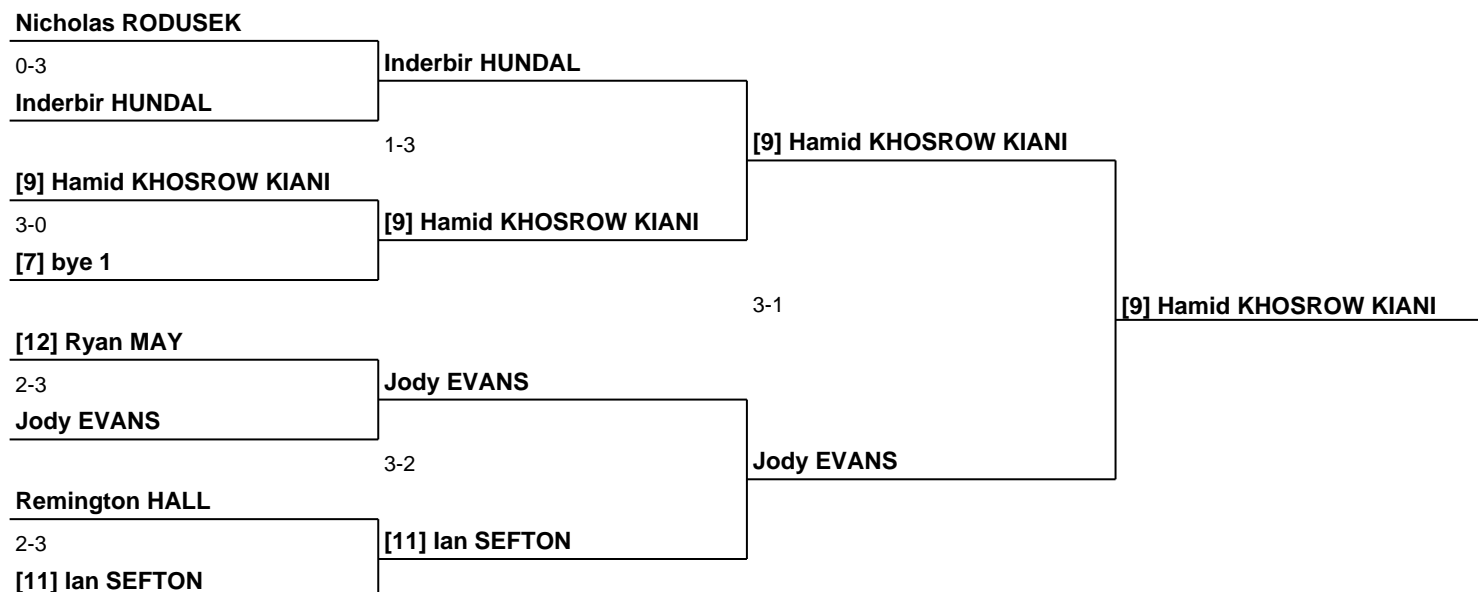 Nicholas RODUSEK
0-3
Inderbir HUNDAL
Inderbir HUNDAL
1-3
[9] Hamid KHOSROW KIANI
[9] Hamid KHOSROW KIANI
3-0
[9] Hamid KHOSROW KIANI
[7] bye 1
3-1
[9] Hamid KHOSROW KIANI
[12] Ryan MAY
2-3
Jody EVANS
Jody EVANS
3-2
Jody EVANS
Remington HALL
2-3
[11] Ian SEFTON
[11] Ian SEFTON